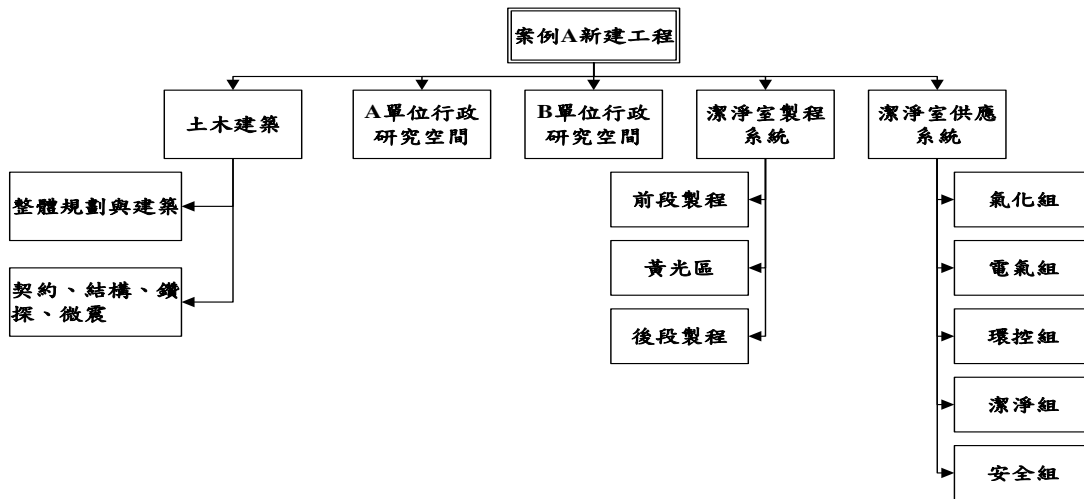 案例A新建工程
土木建築
A單位行政
研究空間
B單位行政
研究空間
潔淨室製程
系統
潔淨室供應
系統
整體規劃與建築
契約、結構、鑽
探、微震
前段製程
黃光區
後段製程
氣化組
電氣組
環控組
潔淨組
安全組